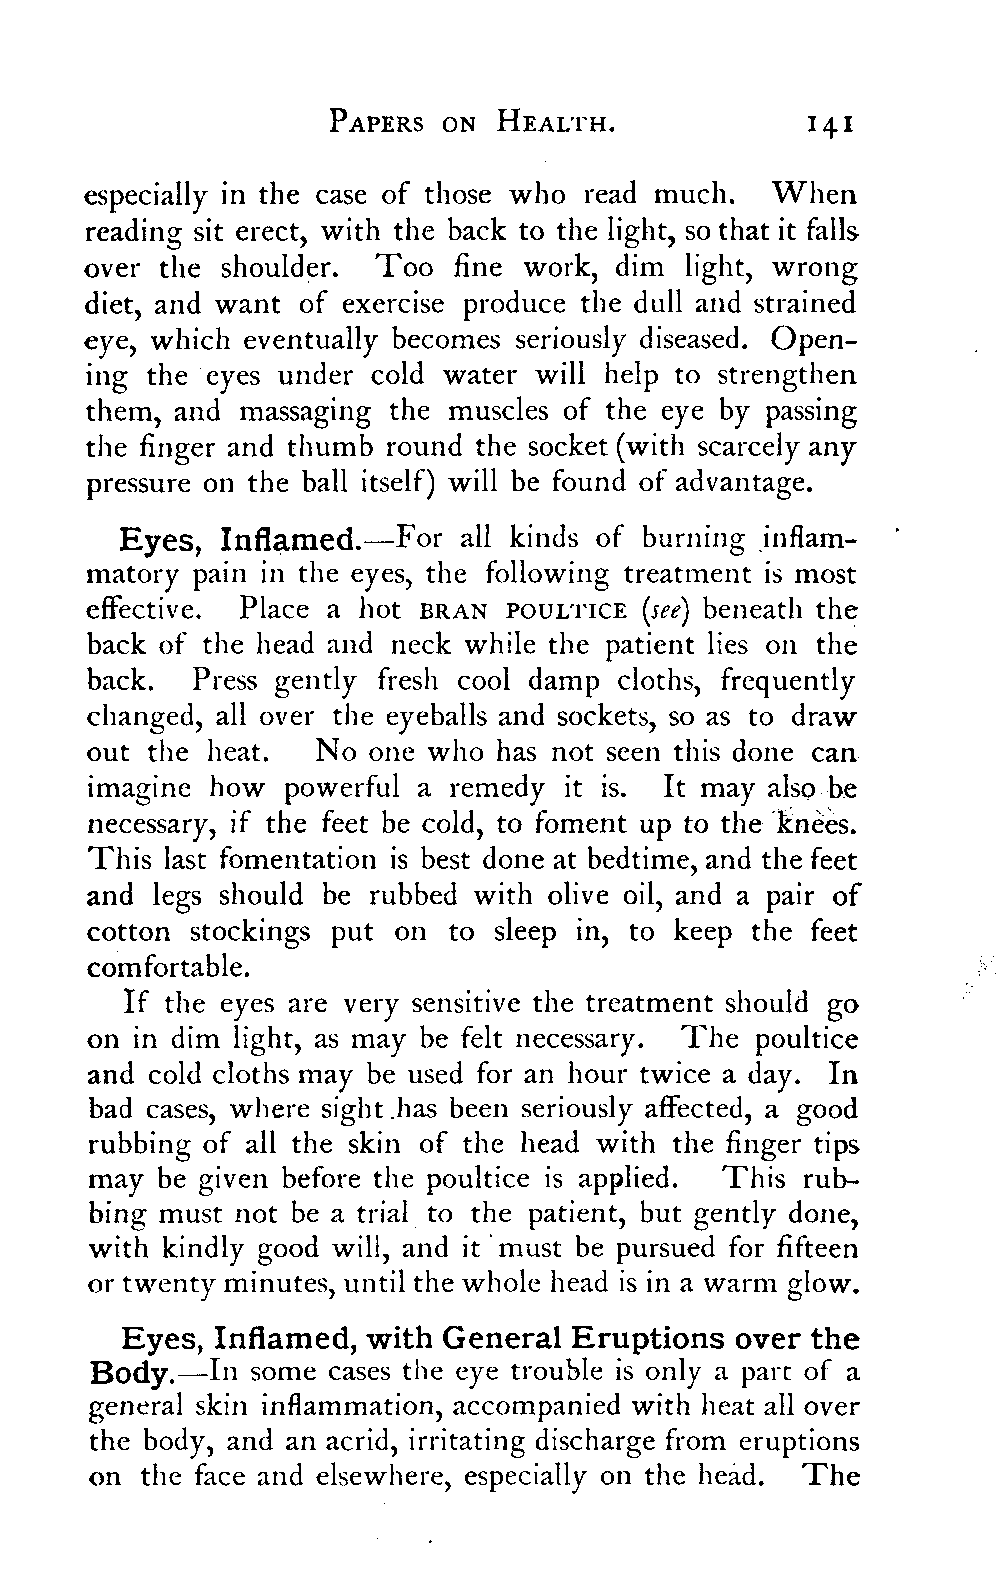 PAPERS ON HEALTH. 141
especially in the case of those who read much. When
reading sit erect, with the back to the light, so that it falls
over the shoulder. Too fine work, dim light, wrong
diet, and want of exercise produce the dull and strained
eye, which eventually becomes seriously diseased. Open-
ing the eyes under cold water will help to strengthen
them, and massaging the muscles of the eye by passing
the finger and thumb round the socket (with scarcely any
pressure on the ball itself) will be found of advantage.
Eyes, Inflamed.—For all kinds of burning inflam-
matory pain in the eyes, the following treatment is most
effective. Place a hot BRAN POULTICE (see) beneath the
back of the head and neck while the patient lies on the
back. Press gently fresh cool damp cloths, frequently
changed, all over the eyeballs and sockets, so as to draw
out the heat. No one who has not seen this done can
imagine how powerful a remedy it is. It may also be
necessary, if the feet be cold, to foment up to the knees.
This last fomentation is best done at bedtime, and the feet
and legs should be rubbed with olive oil, and a pair of
cotton stockings put on to sleep in, to keep the feet
comfortable.
If the eyes are very sensitive the treatment should go
on in dim light, as may be felt necessary. The poultice
and cold cloths may be used for an hour twice a day. In
bad cases, where sight has been seriously affected, a good
rubbing of all the skin of the head with the finger tips
may be given before the poultice is applied. This rub-
bing must not be a trial to the patient, but gently done,
with kindly good will, and it must be pursued for fifteen
or twenty minutes, until the whole head is in a warm glow.
Eyes, Inflamed, with General Eruptions over the
Body.—In some cases the eye trouble is only a part of a
general skin inflammation, accompanied with heat all over
the body, and an acrid, irritating discharge from eruptions
on the face and elsewhere, especially on the head. The